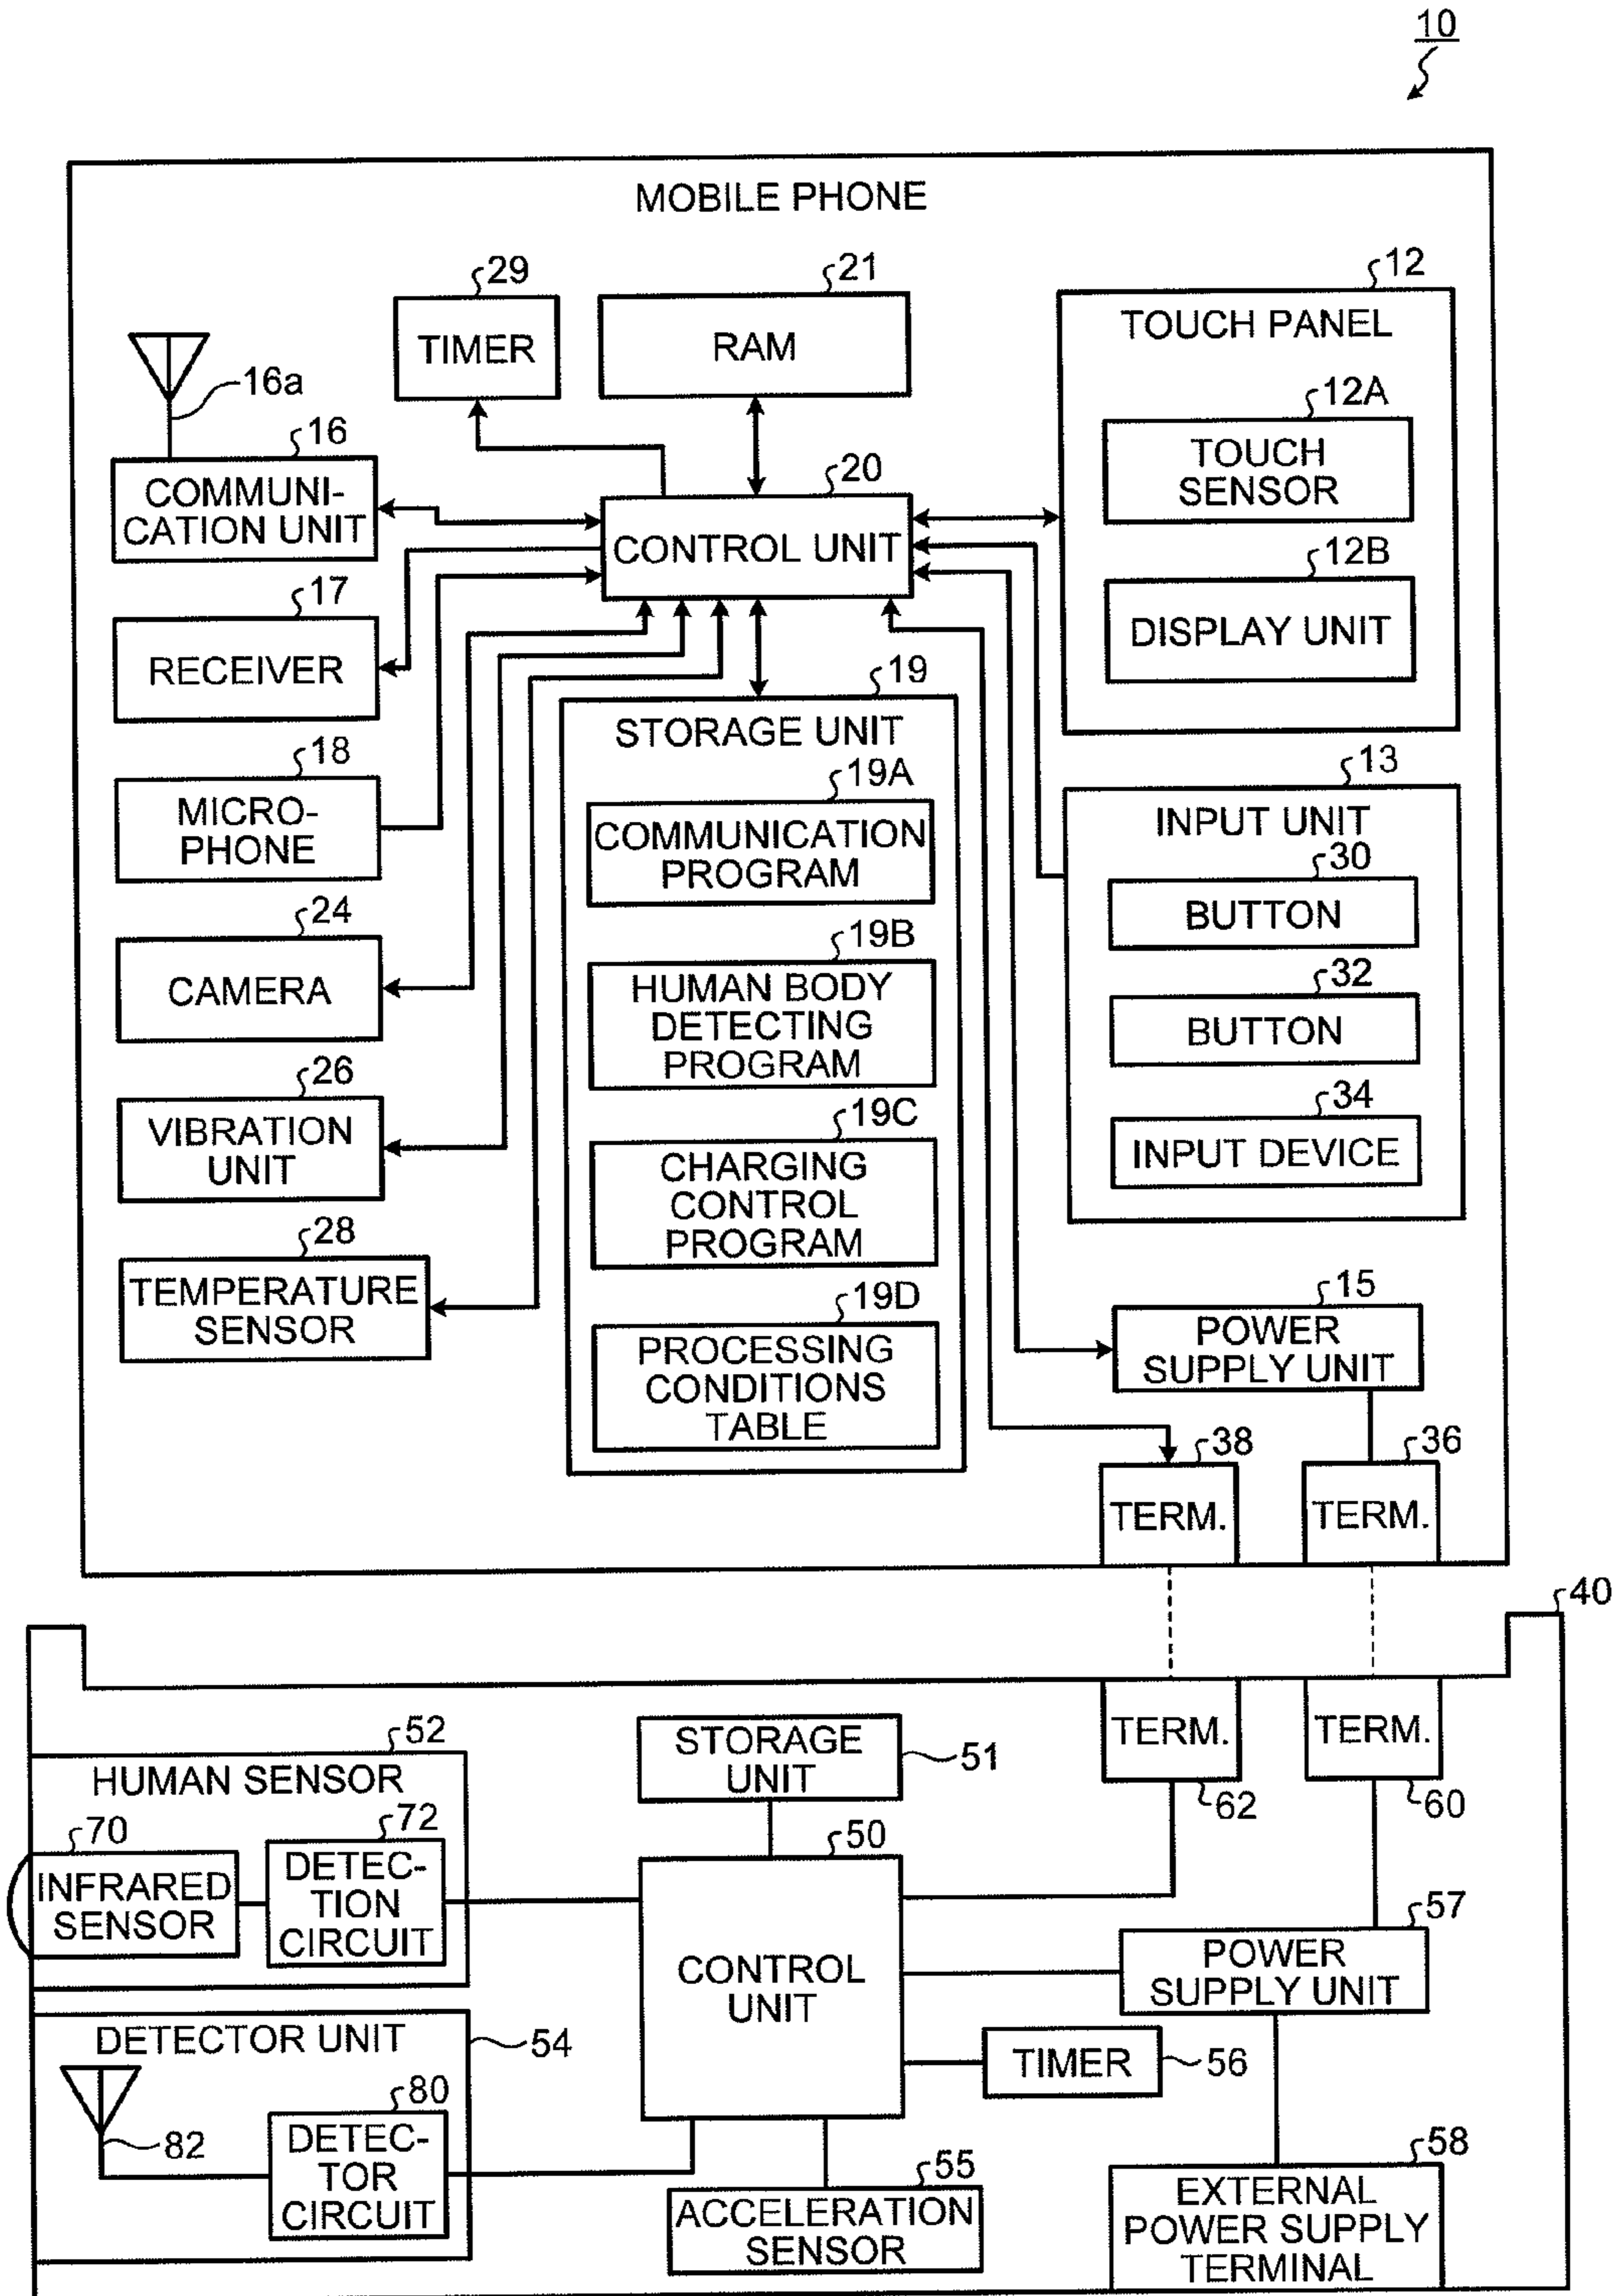 10
MOBILE PHONE
29
TIMER
21
RAM
12
TOUCH PANEL
12A
TOUCH
SENSOR
12B
DISPLAY UNIT
16a
16
COMMUNI-
CATION UNIT
20
CONTROL UNIT
17
RECEIVER
18
MICRO-
PHONE
24
CAMERA
26
VIBRATION
UNIT
28
TEMPERATURE
SENSOR
19
STORAGE UNIT
19A
COMMUNICATION
PROGRAM
19B
HUMAN BODY
DETECTING
PROGRAM
19C
CHARGING
CONTROL
PROGRAM
19D
PROCESSING
CONDITIONS
TABLE
13
INPUT UNIT
30
BUTTON
32
BUTTON
34
INPUT DEVICE
15
POWER
SUPPLY UNIT
38
TERM.
36
TERM.
40
TERM.
62
TERM.
60
52
HUMAN SENSOR
70
INFRARED
SENSOR
72
DETEC-
TION
CIRCUIT
STORAGE
UNIT
51
50
CONTROL
UNIT
57
POWER
SUPPLY UNIT
TIMER
56
DETECTOR UNIT
54
82
80
DETEC-
TOR
CIRCUIT
55
ACCELERATION
SENSOR
58
EXTERNAL
POWER SUPPLY
TERMINAL